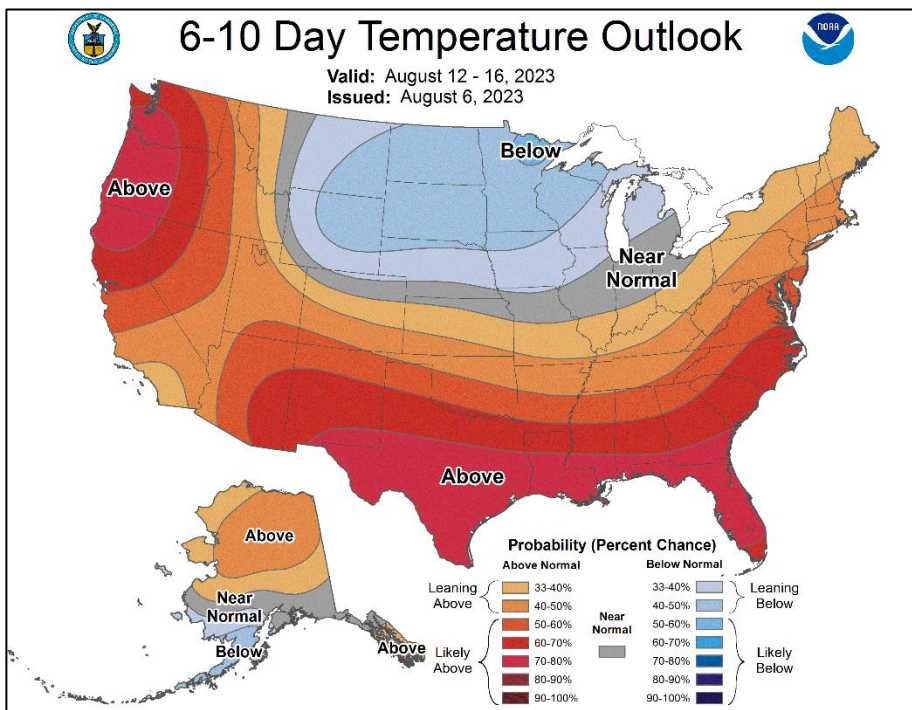 6-10 Day Temperature Outlook
NOAA
Valid: August 12 - 16, 2023
Issued: August 6, 2023
Below
Above
Near
Normal
Above
Above
Near
Normal
Below
Above
Probability (Percent Chance)
Above Normal
Below Normal
Leaning
Above
33-40%
40-50%
50-60%
60-70%
70-80%
80-90%
90-100%
Likely
Above
Near
Normal
33-40%
40-50%
50-60%
60-70%
70-80%
80-90%
90-100%
Leaning
Below
Likely
Below